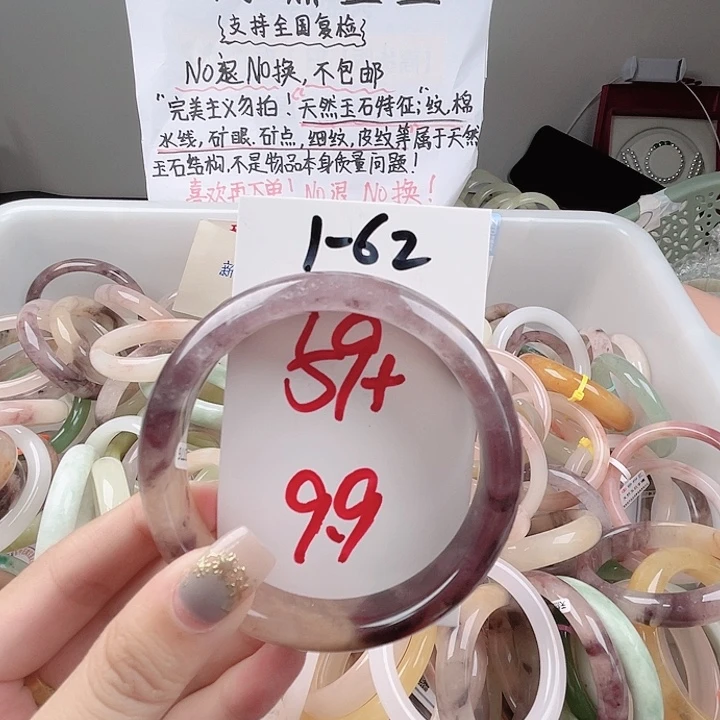 {支持全国复检}
No退No换,不包邮
"完美主义勿拍！天然玉石特征;"纹.棉
水线,矿眼.矿点,细纹,皮纹等属于天然
玉石结构,不是物品本身质量问题！
喜欢再下单！No退 No换！
1-62
59+
9.9
新